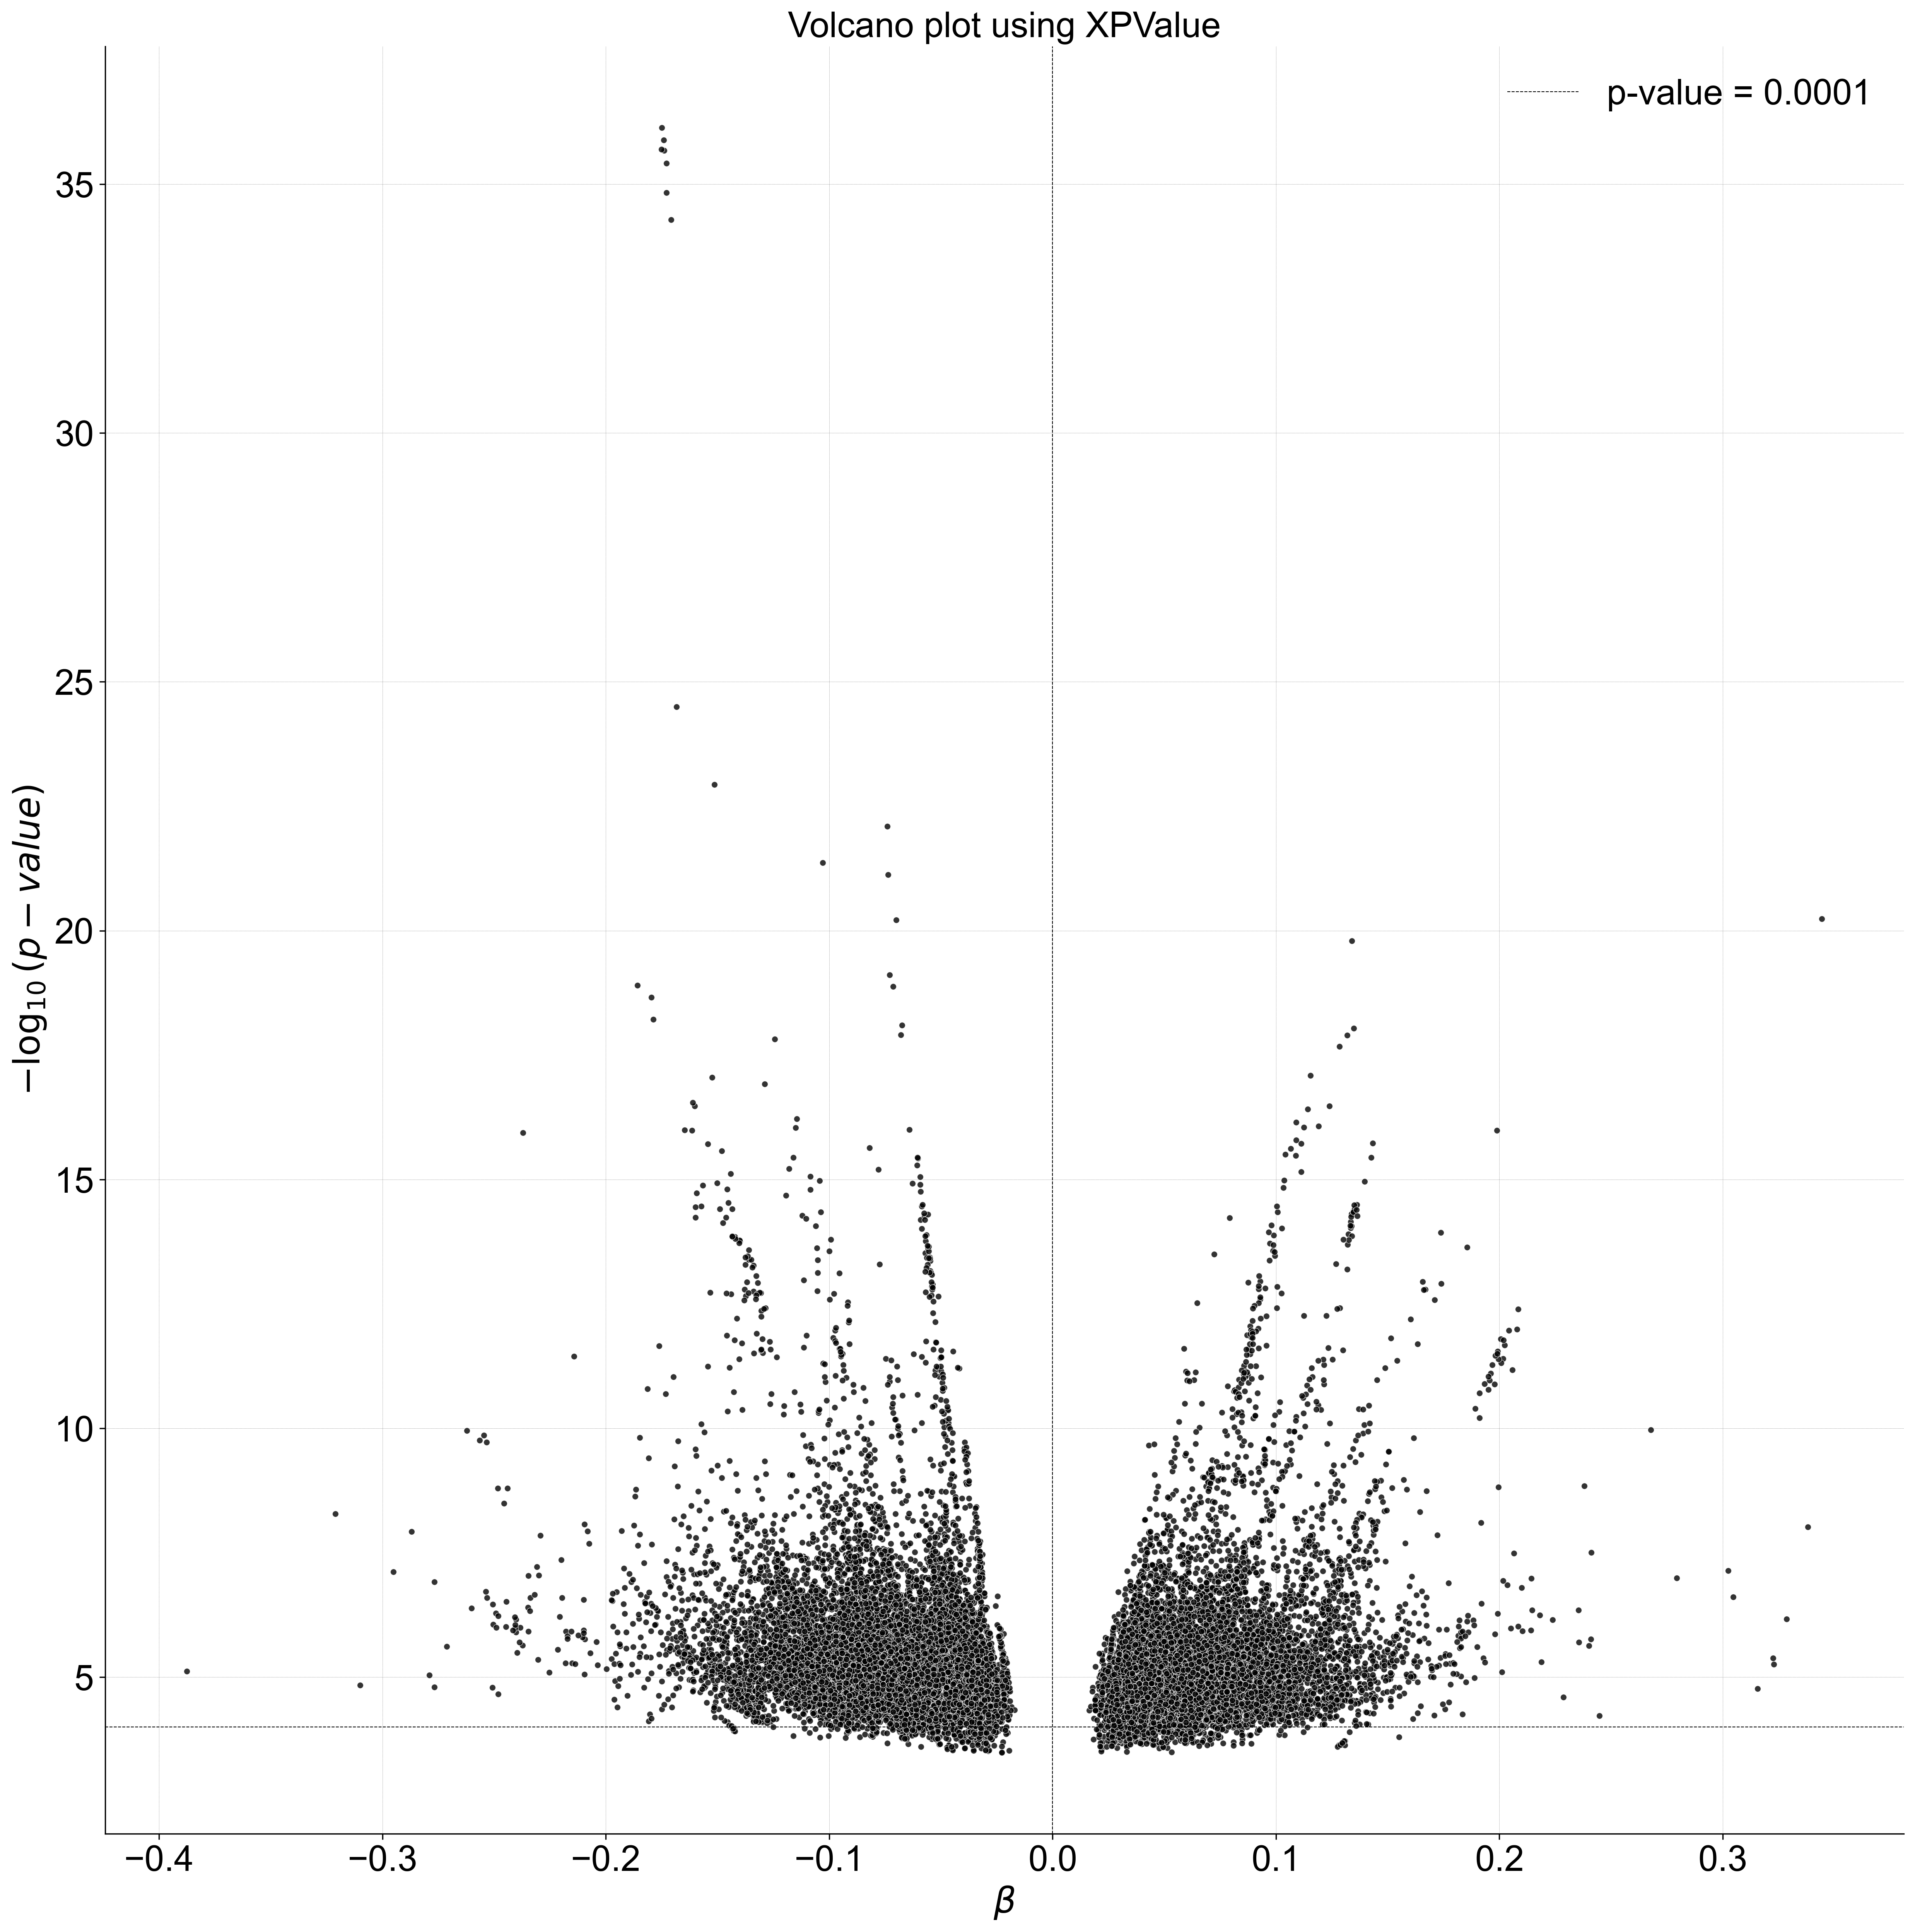 Volcano plot using XPValue
p-value = 0.0001
35
30
25
20
15
10
5
−log10 (p − value)
−0.4 −0.3 −0.2 −0.1 0.0 0.1 0.2 0.3
β